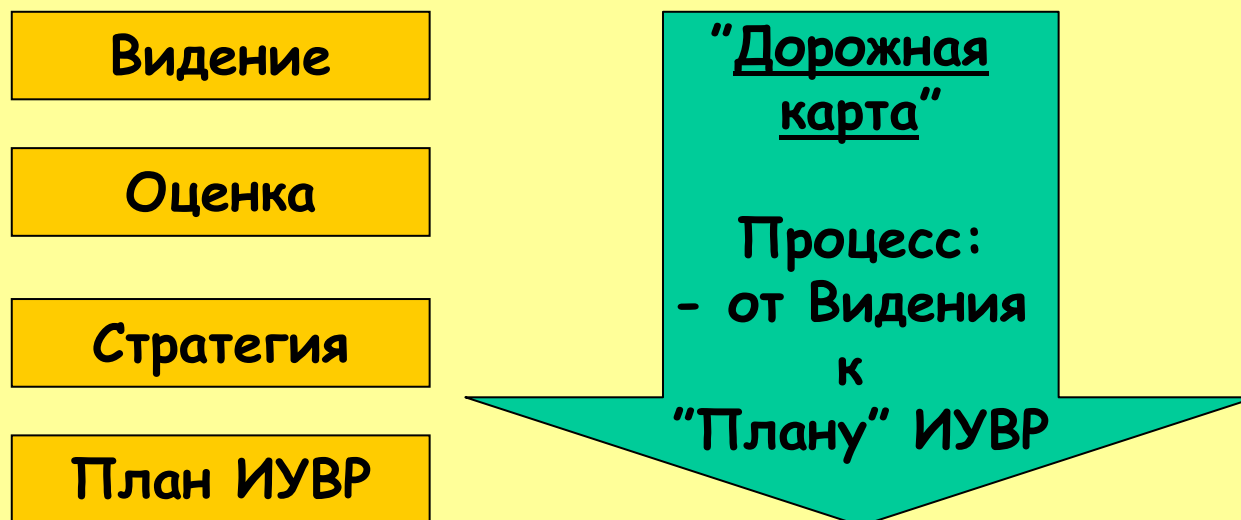 Видение
Оценка
Стратегия
План ИУВР
"Дорожная
карта"
Процесс:
- от Видения
к
"Плану" ИУВР